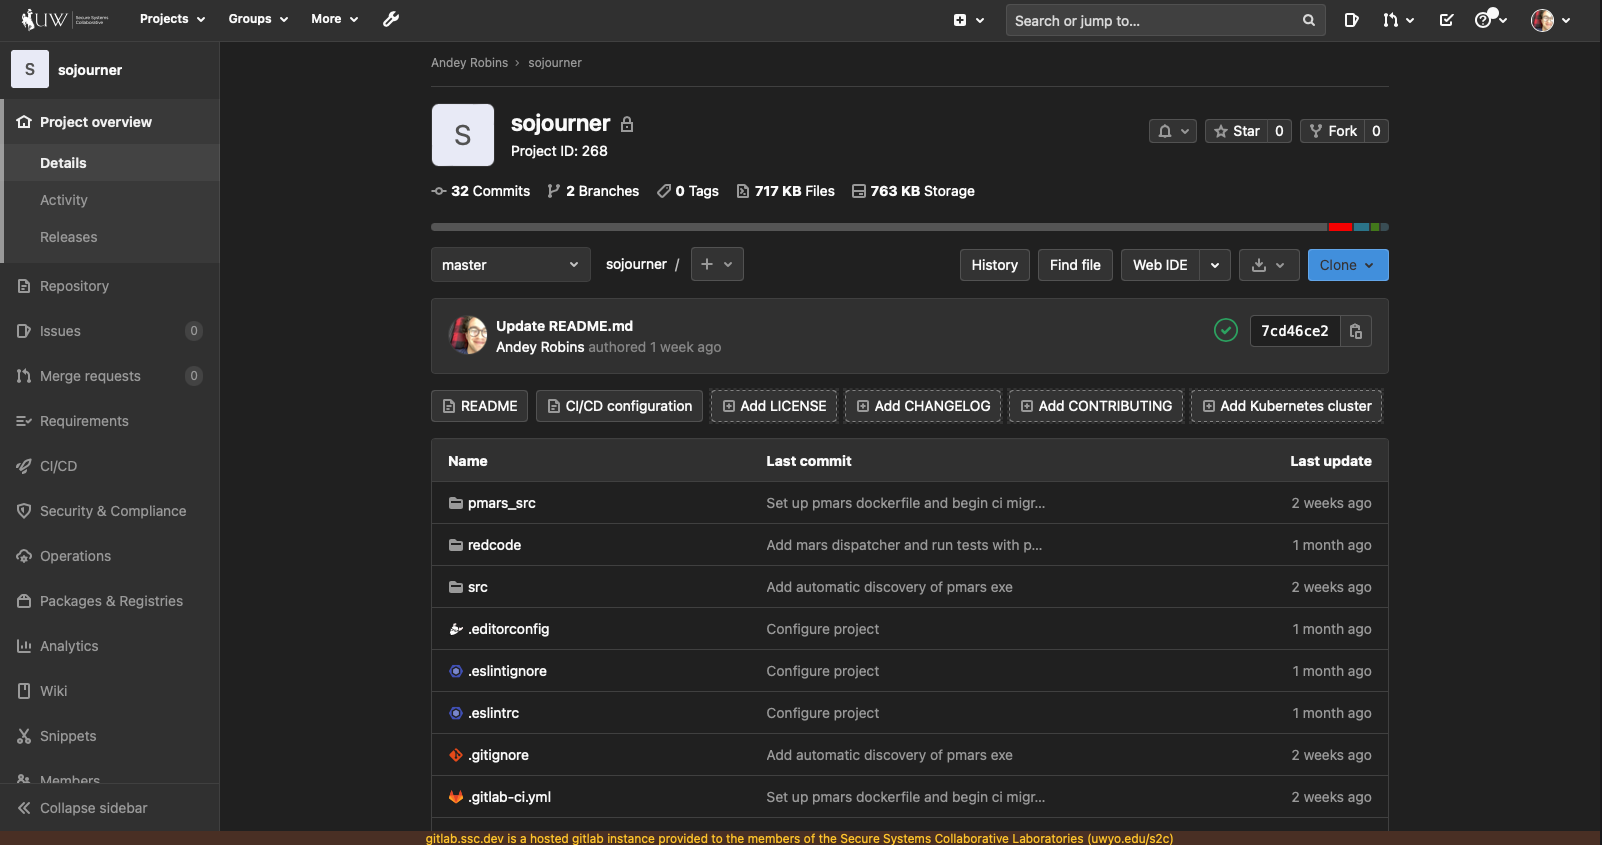 UW Secure Systems Collaborative Projects Groups More Search or jump to...
S sojourner
Project overview
Details
Activity
Releases
Repository
Issues 0
Merge requests 0
Requirements
CI/CD
Security & Compliance
Operations
Packages & Registries
Analytics
Wiki
Snippets
Members
Collapse sidebar
Andey Robins › sojourner
S
sojourner
Project ID: 268
Star 0 Fork 0
32 Commits 2 Branches 0 Tags 717 KB Files 763 KB Storage
master sojourner / + History Find file Web IDE Clone
Update README.md
Andey Robins authored 1 week ago
7cd46ce2
README CI/CD configuration Add LICENSE Add CHANGELOG Add CONTRIBUTING Add Kubernetes cluster
Name Last commit Last update
pmars_src Set up pmars dockerfile and begin ci migr... 2 weeks ago
redcode Add mars dispatcher and run tests with p... 1 month ago
src Add automatic discovery of pmars exe 2 weeks ago
.editorconfig Configure project 1 month ago
.eslintignore Configure project 1 month ago
.eslintrc Configure project 1 month ago
.gitignore Add automatic discovery of pmars exe 2 weeks ago
.gitlab-ci.yml Set up pmars dockerfile and begin ci migr... 2 weeks ago
gitlab.ssc.dev is a hosted gitlab instance provided to the members of the Secure Systems Collaborative Laboratories (uwyo.edu/s2c)